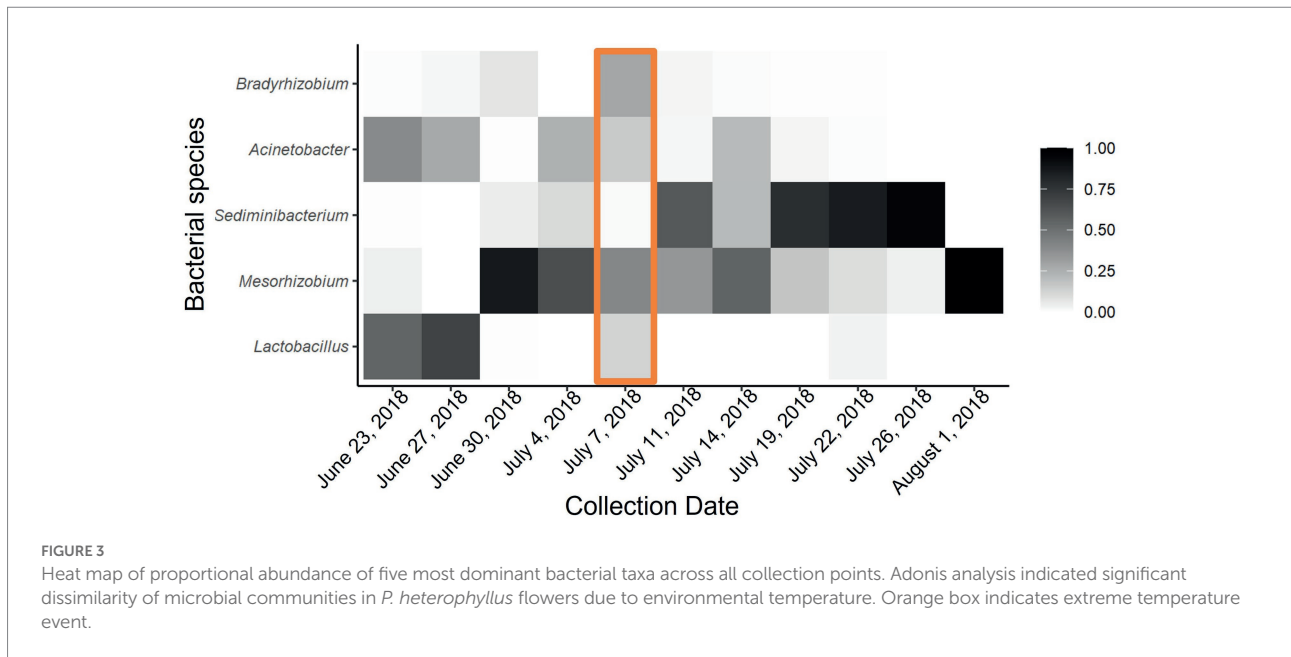 Bacterial species
Bradyrhizobium
Acinetobacter
Sediminibacterium
Mesorhizobium
Lactobacillus
1.00
0.75
0.50
0.25
0.00
June 23, 2018
June 27, 2018
June 30, 2018
July 4, 2018
July 7, 2018
July 11, 2018
July 14, 2018
July 19, 2018
July 22, 2018
July 26, 2018
August 1, 2018
Collection Date
FIGURE 3
Heat map of proportional abundance of five most dominant bacterial taxa across all collection points. Adonis analysis indicated significant
dissimilarity of microbial communities in P. heterophyllus flowers due to environmental temperature. Orange box indicates extreme temperature
event.